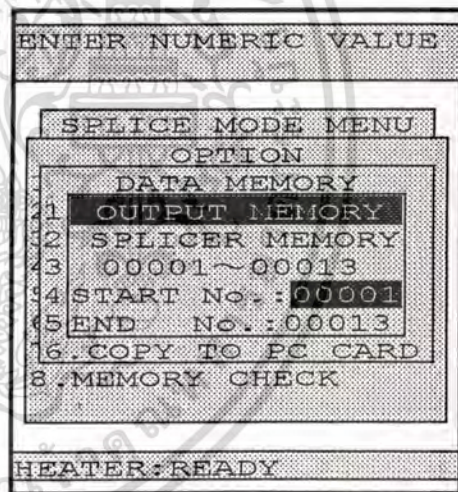 ENTER NUMERIC VALUE
SPLICE MODE MENU
OPTION
DATA MEMORY
1 OUTPUT MEMORY
2 SPLICER MEMORY
3 00001~00013
4 START No.:00001
5 END No.:00013
6.COPY TO PC CARD
8.MEMORY CHECK
HEATER:READY